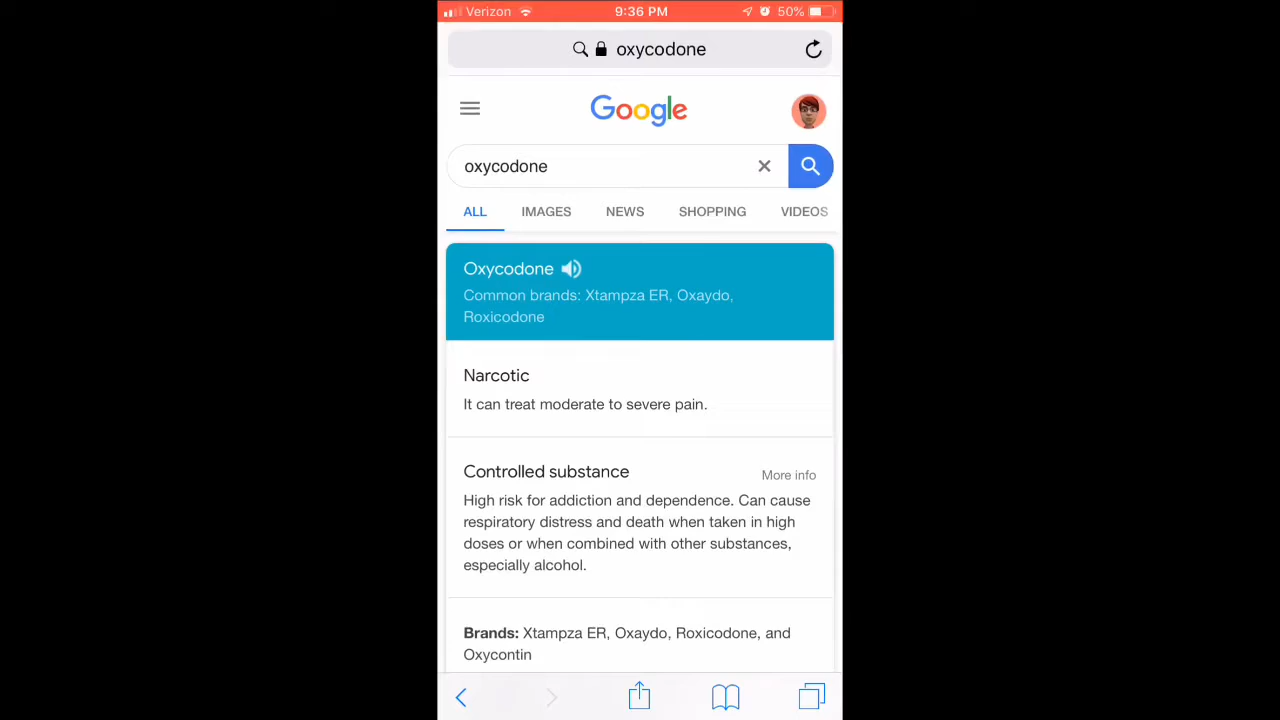 Verizon 9:36 PM 50%
oxycodone
Google
oxycodone
ALL IMAGES NEWS SHOPPING VIDEOS
Oxycodone
Common brands: Xtampza ER, Oxaydo,
Roxicodone
Narcotic
It can treat moderate to severe pain.
Controlled substance More info
High risk for addiction and dependence. Can cause
respiratory distress and death when taken in high
doses or when combined with other substances,
especially alcohol.
Brands: Xtampza ER, Oxaydo, Roxicodone, and
Oxycontin